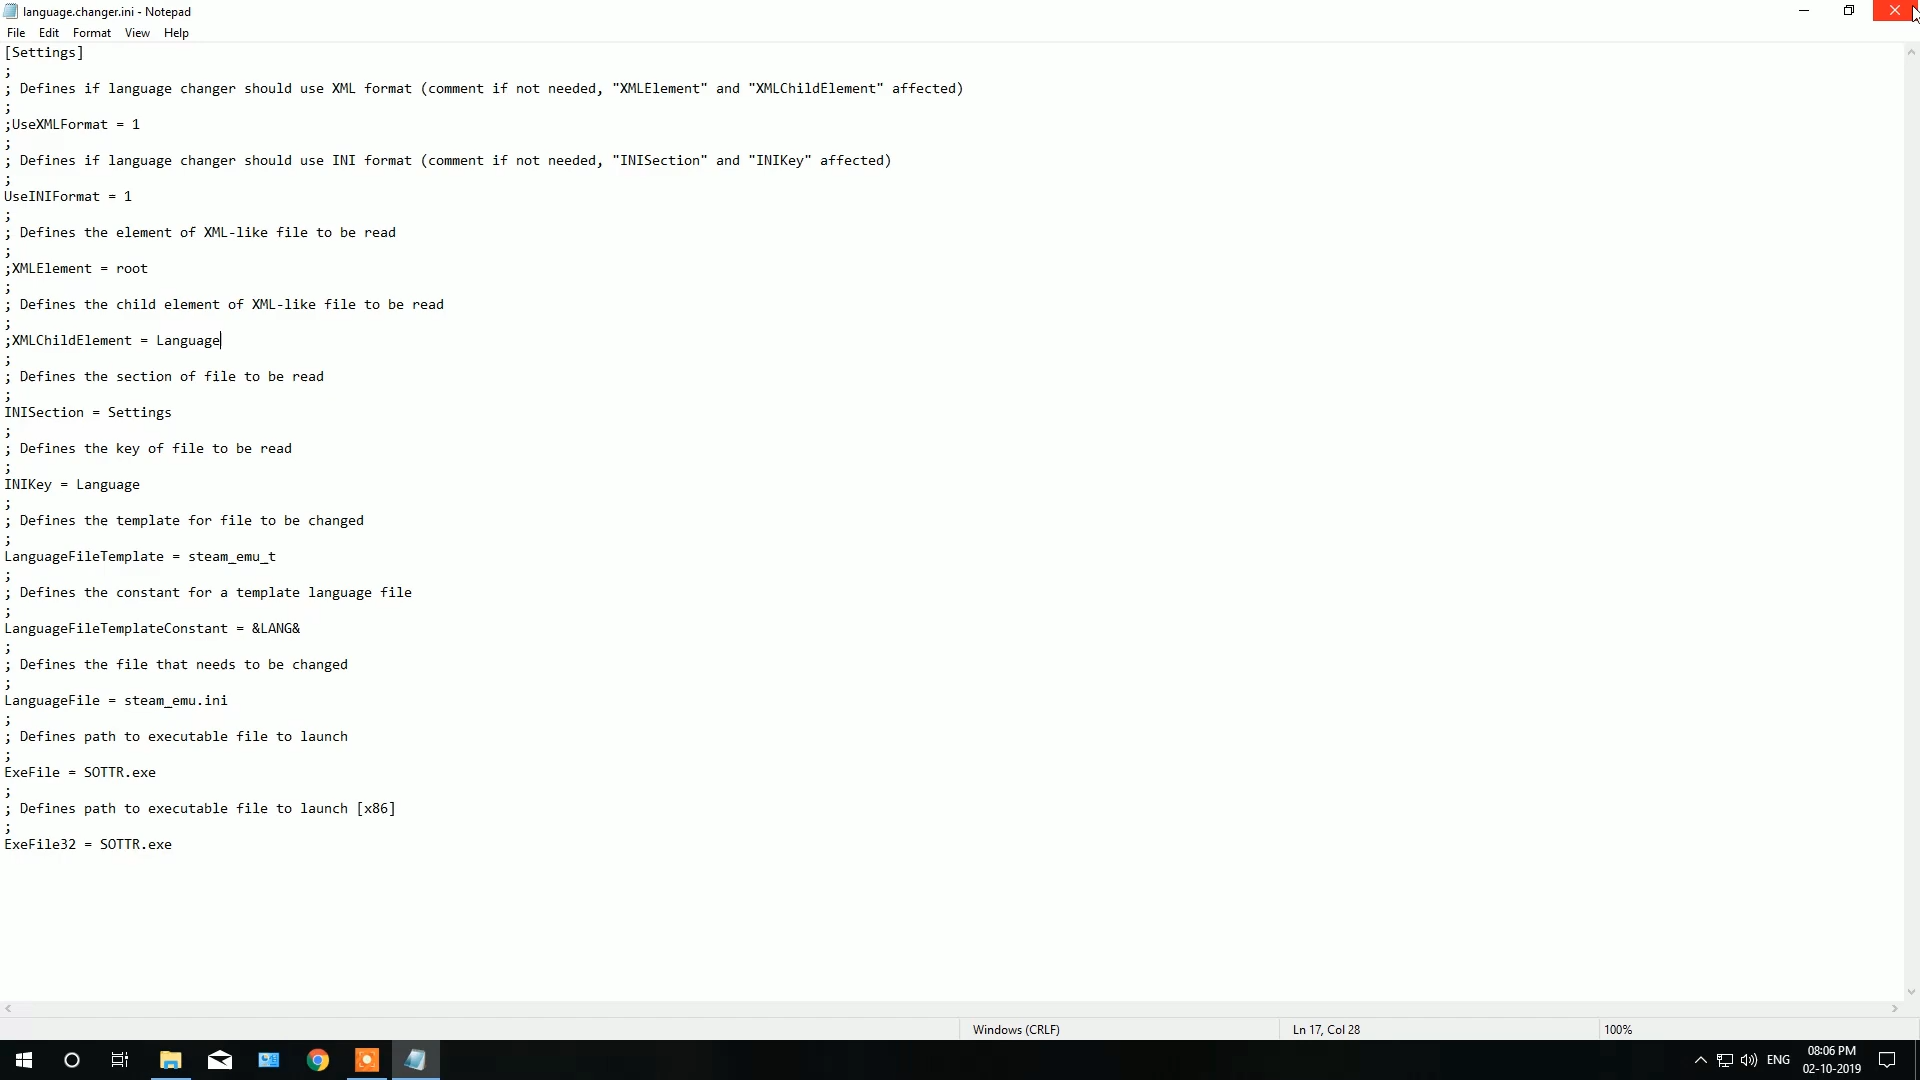 language.changer.ini - Notepad
File Edit Format View Help
[Settings]
;
; Defines if language changer should use XML format (comment if not needed, "XMLElement" and "XMLChildElement" affected)
;
;UseXMLFormat = 1
;
; Defines if language changer should use INI format (comment if not needed, "INISection" and "INIKey" affected)
;
UseINIFormat = 1
;
; Defines the element of XML-like file to be read
;
;XMLElement = root
;
; Defines the child element of XML-like file to be read
;
;XMLChildElement = Language
;
; Defines the section of file to be read
;
INISection = Settings
;
; Defines the key of file to be read
;
INIKey = Language
;
; Defines the template for file to be changed
;
LanguageFileTemplate = steam_emu_t
;
; Defines the constant for a template language file
;
LanguageFileTemplateConstant = &LANG&
;
; Defines the file that needs to be changed
;
LanguageFile = steam_emu.ini
;
; Defines path to executable file to launch
;
ExeFile = SOTTR.exe
;
; Defines path to executable file to launch [x86]
;
ExeFile32 = SOTTR.exe
Windows (CRLF) Ln 17, Col 28 100%
ENG 08:06 PM
02-10-2019